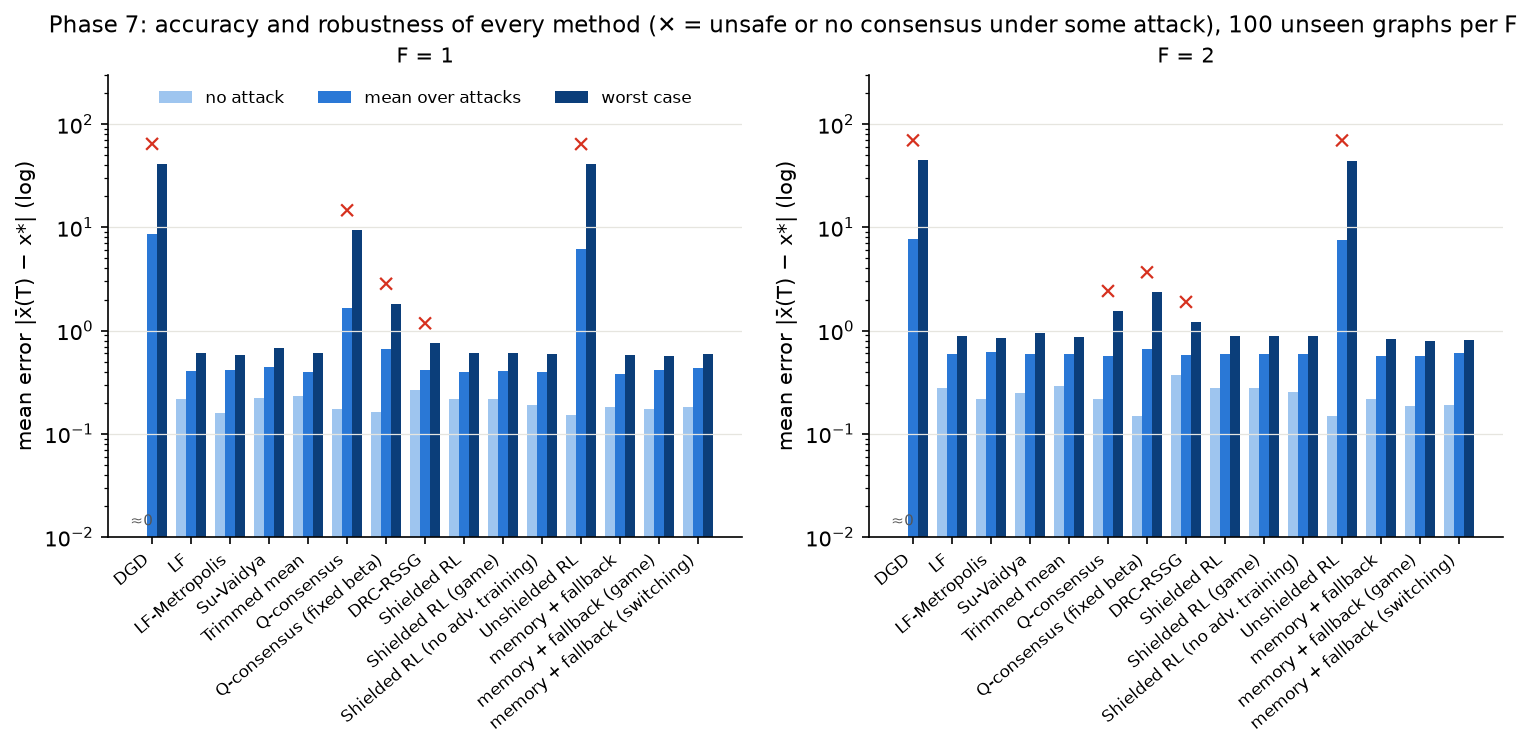 Phase 7: accuracy and robustness of every method (× = unsafe or no consensus under some attack), 100 unseen graphs per F
F = 1
no attack
mean over attacks
worst case
mean error |x̄(T) − x*| (log)
10²
10¹
10⁰
10⁻¹
10⁻²
≈0
DGD
LF
LF-Metropolis
Su-Vaidya
Trimmed mean
Q-consensus
Q-consensus (fixed beta)
DRC-RSSG
Shielded RL
Shielded RL (game)
Shielded RL (no adv. training)
Unshielded RL
memory + fallback
memory + fallback (game)
memory + fallback (switching)
F = 2
mean error |x̄(T) − x*| (log)
10²
10¹
10⁰
10⁻¹
10⁻²
≈0
DGD
LF
LF-Metropolis
Su-Vaidya
Trimmed mean
Q-consensus
Q-consensus (fixed beta)
DRC-RSSG
Shielded RL
Shielded RL (game)
Shielded RL (no adv. training)
Unshielded RL
memory + fallback
memory + fallback (game)
memory + fallback (switching)